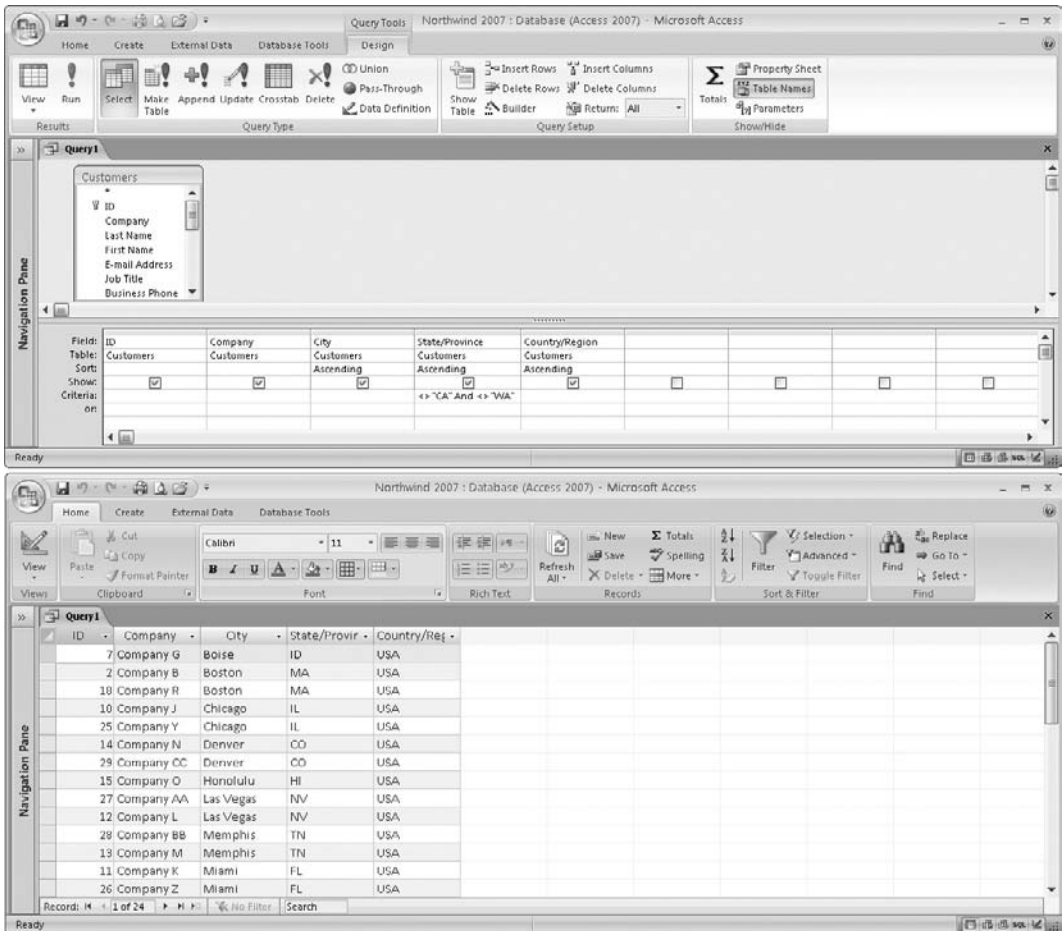 Query Tools Northwind 2007 : Database (Access 2007) - Microsoft Access
Home Create External Data Database Tools Design
View Run Select Make Table Append Update Crosstab Delete
Union
Pass-Through
Data Definition
Show Table
Insert Rows Insert Columns
Delete Rows Delete Columns
Builder Return: All
Totals
Property Sheet
Table Names
Parameters
Results Query Type Query Setup Show/Hide
Query1
Navigation Pane
Customers
*
ID
Company
Last Name
First Name
E-mail Address
Job Title
Business Phone
Field: ID Company City State/Province Country/Region
Table: Customers Customers Customers Customers Customers
Sort: Ascending Ascending Ascending
Show:
Criteria: <>"CA" And <>"WA"
or:
Ready SQL
Northwind 2007 : Database (Access 2007) - Microsoft Access
Home Create External Data Database Tools
View Paste
Cut
Copy
Format Painter
Calibri 11
B I U A
Refresh All
New Totals
Save Spelling
Delete More
Filter
Selection
Advanced
Toggle Filter
Find
Replace
Go To
Select
Views Clipboard Font Rich Text Records Sort & Filter Find
Query1
Navigation Pane
ID Company City State/Provir Country/Reg
7 Company G Boise ID USA
2 Company B Boston MA USA
18 Company R Boston MA USA
10 Company J Chicago IL USA
25 Company Y Chicago IL USA
14 Company N Denver CO USA
29 Company CC Denver CO USA
15 Company O Honolulu HI USA
27 Company AA Las Vegas NV USA
12 Company L Las Vegas NV USA
28 Company BB Memphis TN USA
13 Company M Memphis TN USA
11 Company K Miami FL USA
26 Company Z Miami FL USA
Record: 1 of 24 No Filter Search
Ready SQL